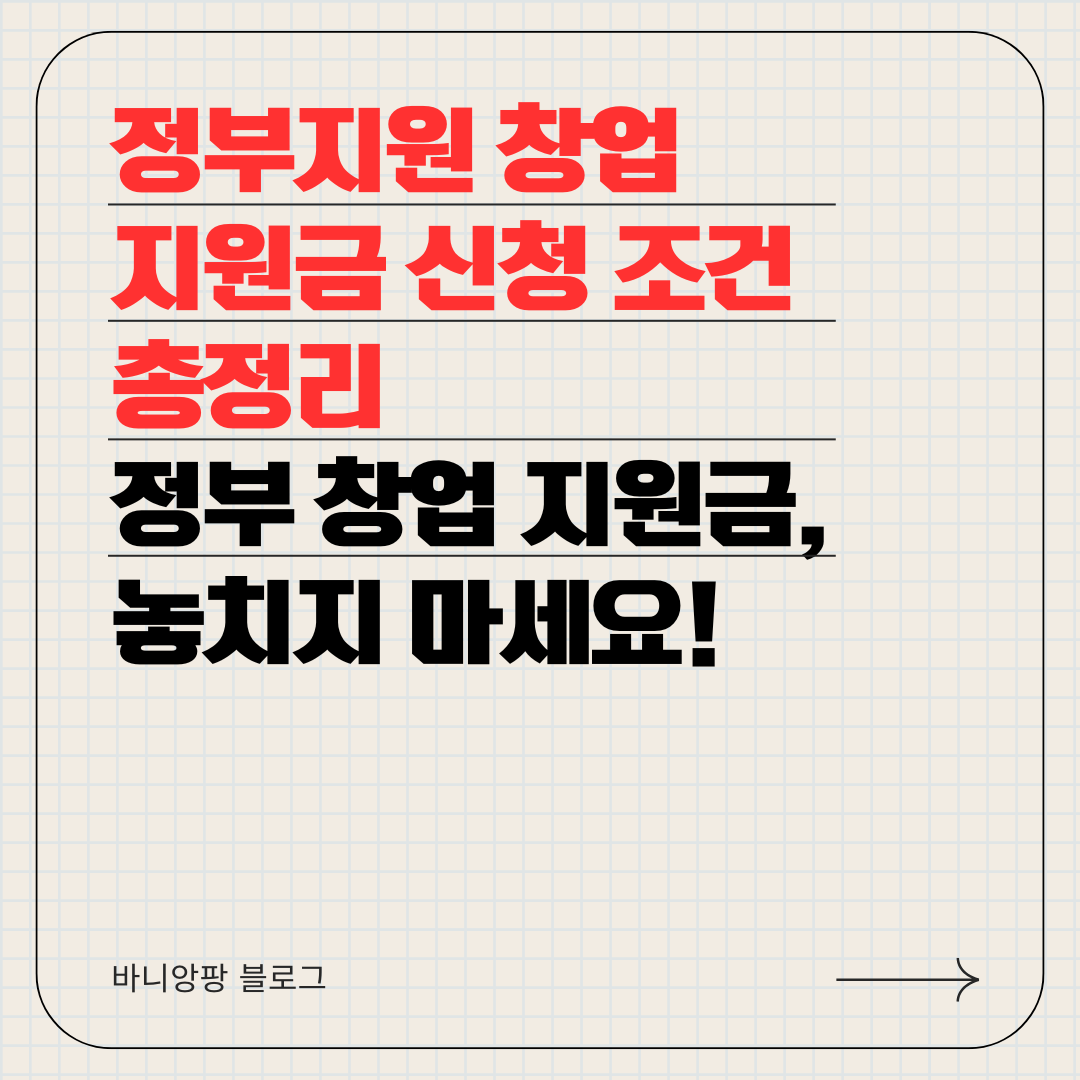 정부지원 창업
지원금 신청 조건
총정리
정부 창업 지원금,
놓치지 마세요!
바니앙팡 블로그